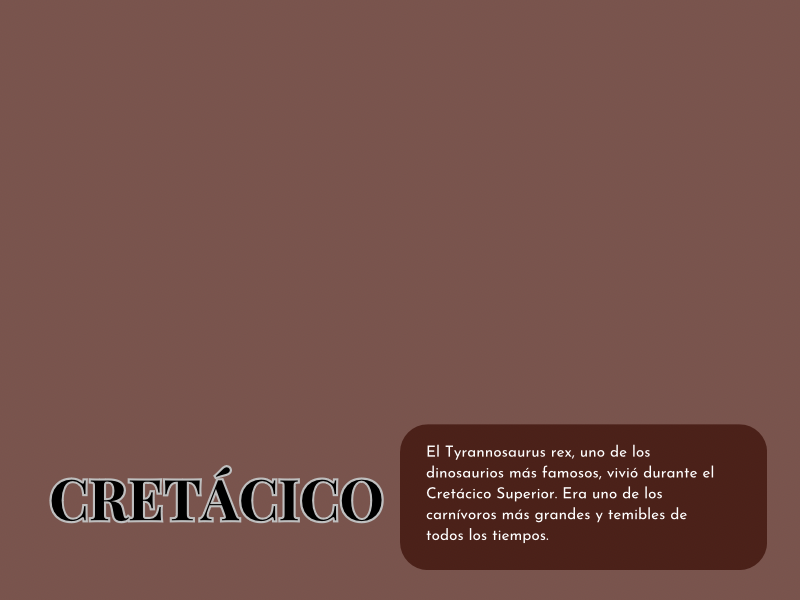 CRETÁCICO
El Tyrannosaurus rex, uno de los
dinosaurios más famosos, vivió durante el
Cretácico Superior. Era uno de los
carnívoros más grandes y temibles de
todos los tiempos.